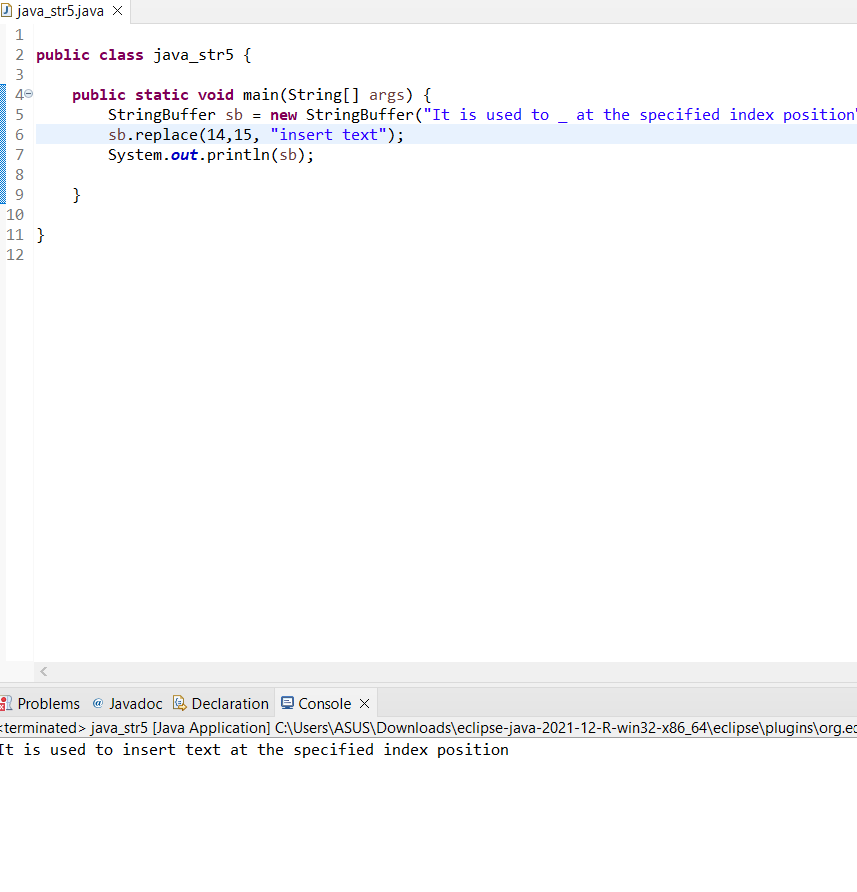 java_str5.java
1
2 public class java_str5 {
3
4 public static void main(String[] args) {
5 StringBuffer sb = new StringBuffer("It is used to _ at the specified index position"
6 sb.replace(14,15, "insert text");
7 System.out.println(sb);
8
9 }
10
11 }
12
Problems @ Javadoc Declaration Console
<terminated> java_str5 [Java Application] C:\Users\ASUS\Downloads\eclipse-java-2021-12-R-win32-x86_64\eclipse\plugins\org.ec
It is used to insert text at the specified index position